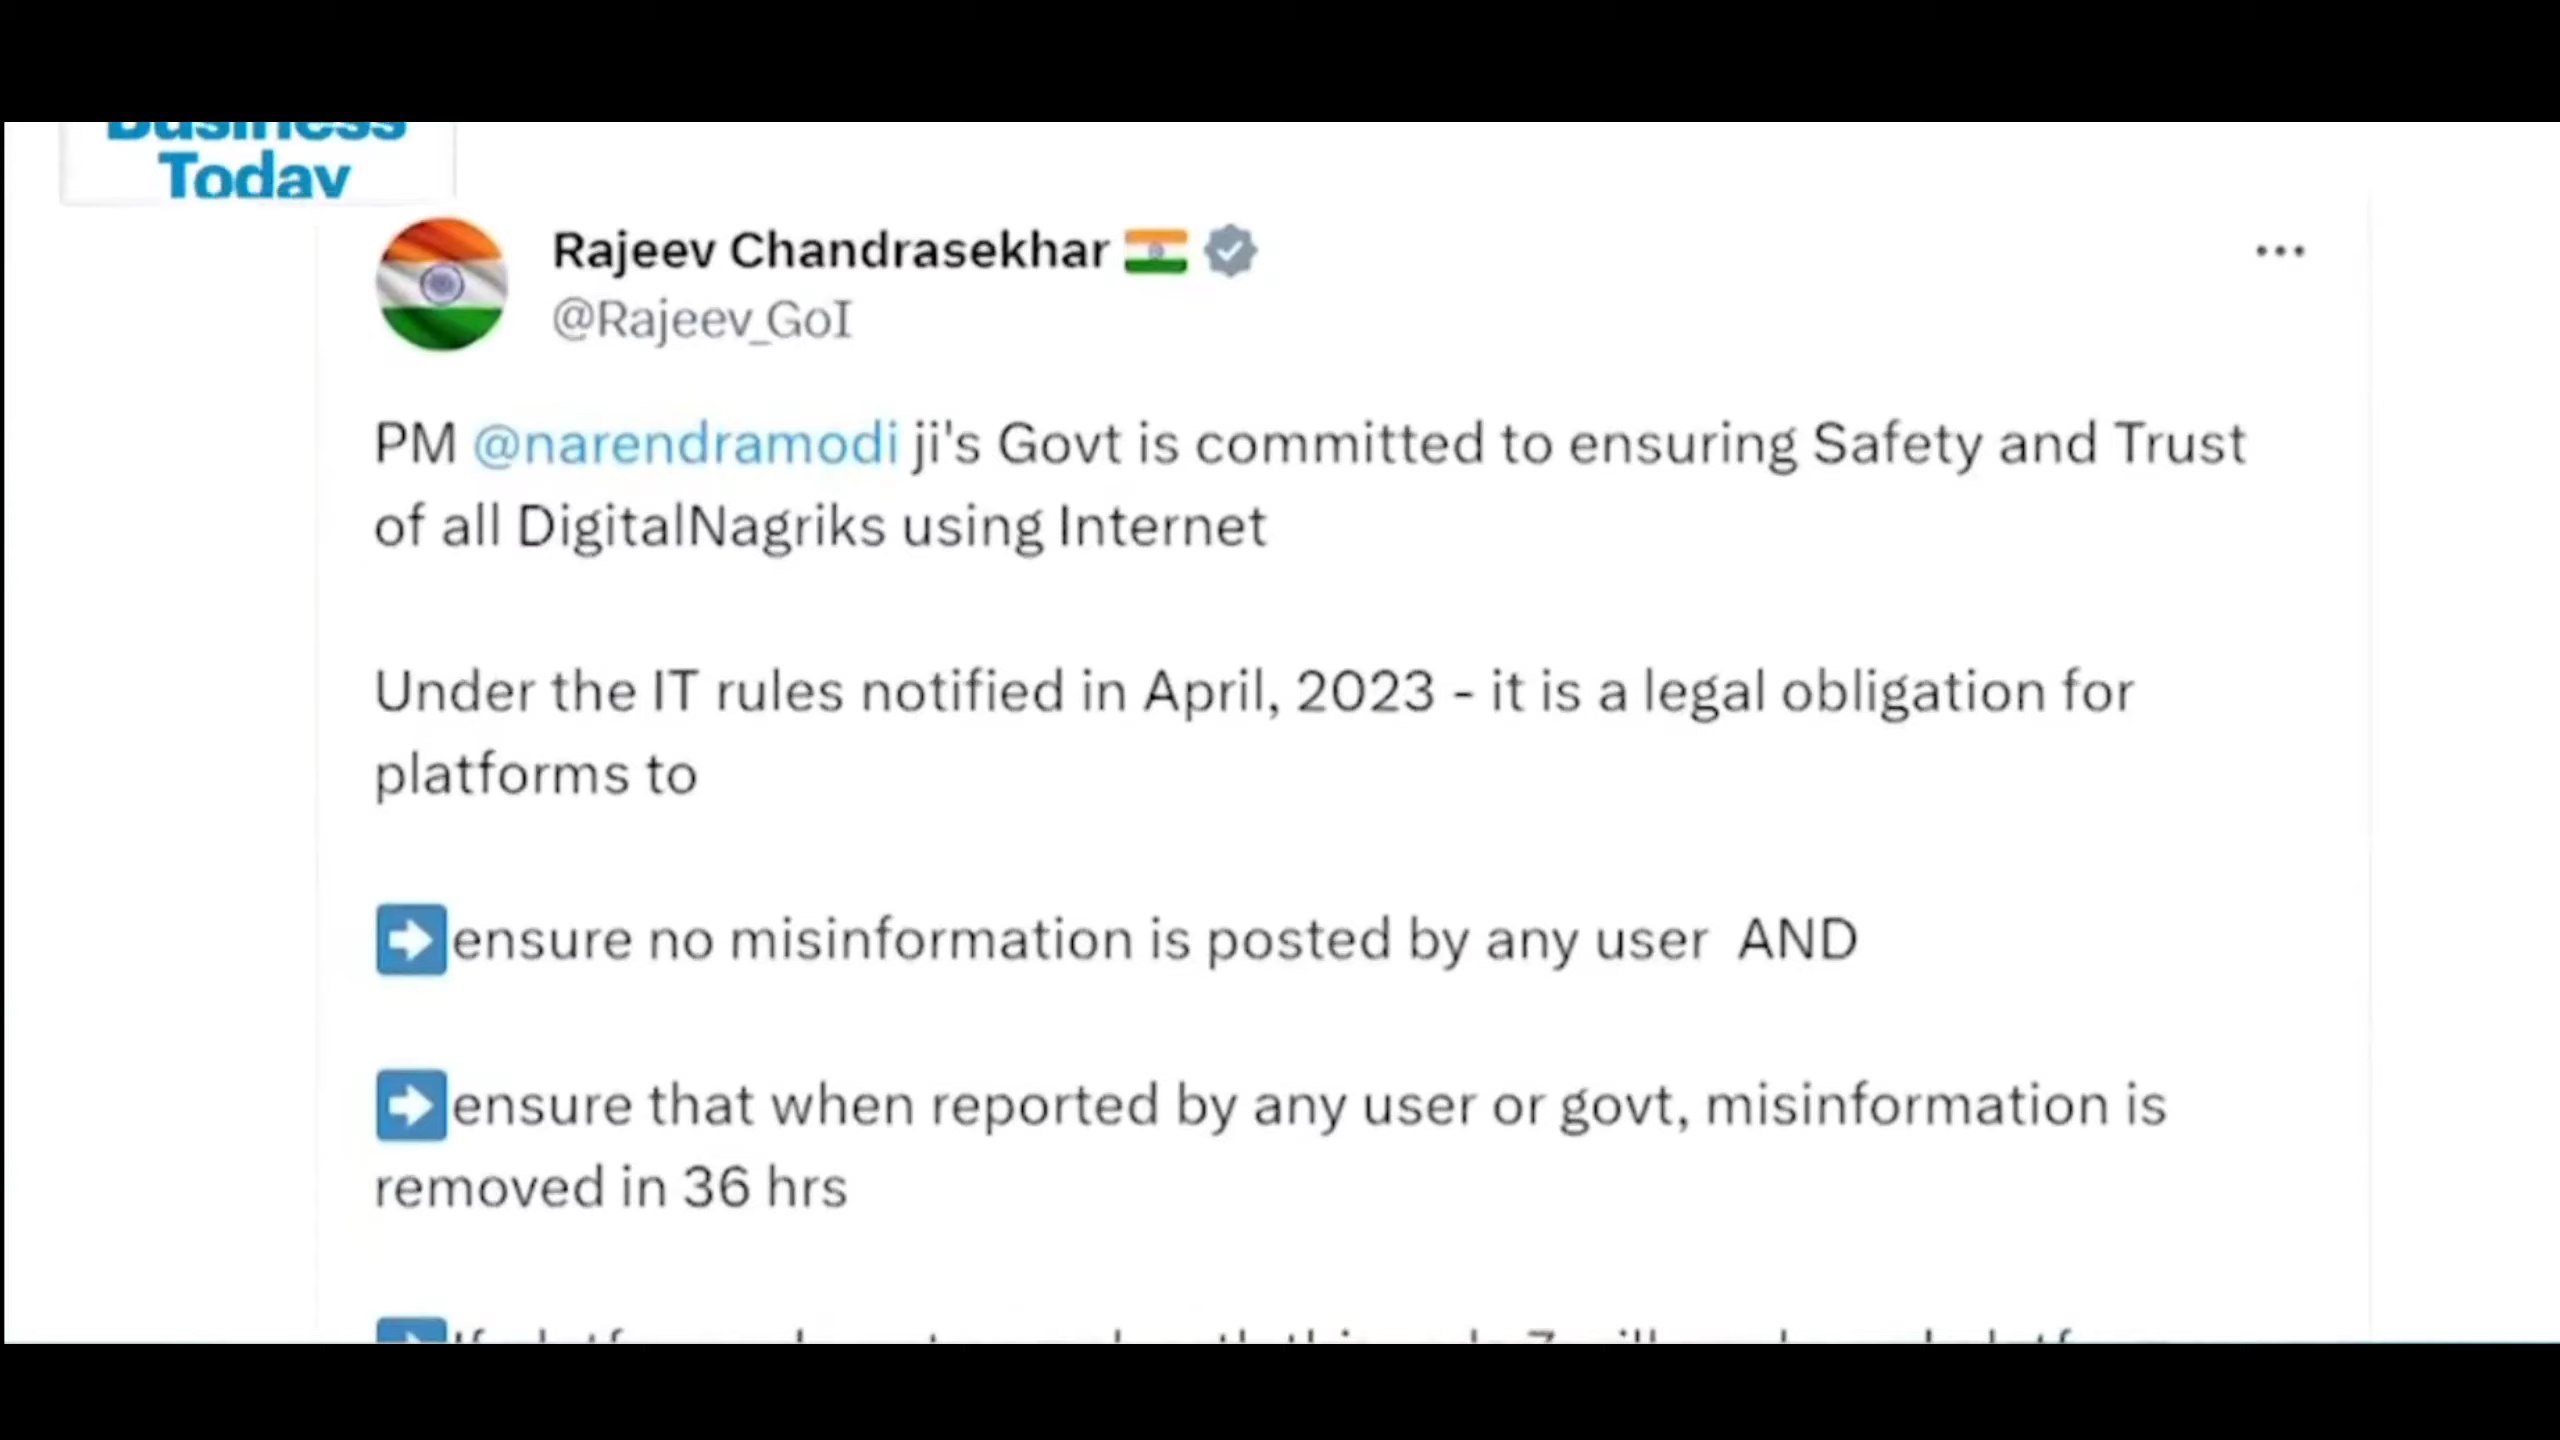 Business
Today
Rajeev Chandrasekhar
@Rajeev_GoI
PM @narendramodi ji's Govt is committed to ensuring Safety and Trust
of all DigitalNagriks using Internet
Under the IT rules notified in April, 2023 - it is a legal obligation for
platforms to
➡ensure no misinformation is posted by any user AND
➡ensure that when reported by any user or govt, misinformation is
removed in 36 hrs